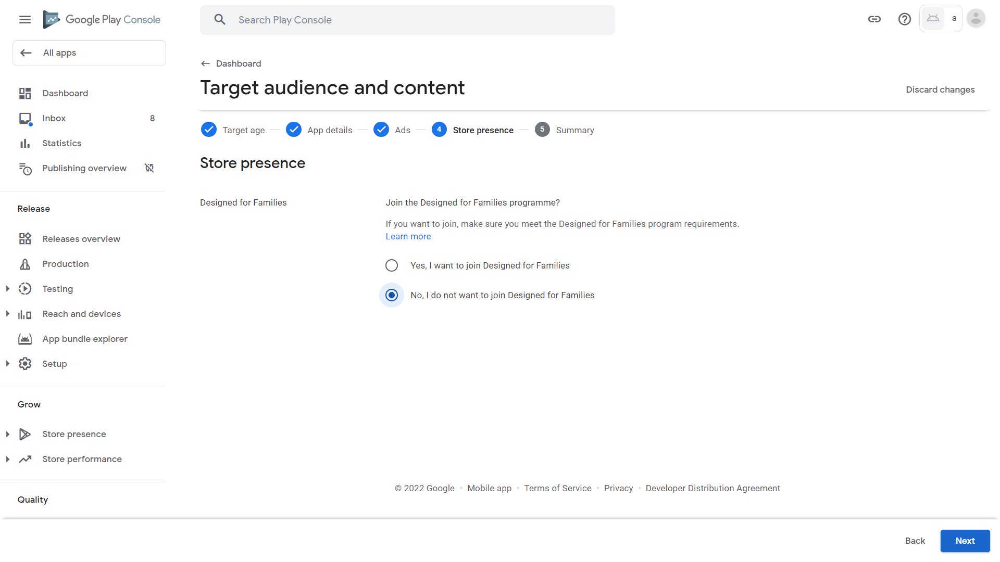 Google Play Console
Search Play Console
a
All apps
Dashboard
Inbox 8
Statistics
Publishing overview
Release
Releases overview
Production
Testing
Reach and devices
App bundle explorer
Setup
Grow
Store presence
Store performance
Quality
Dashboard
Target audience and content
Discard changes
Target age
App details
Ads
4 Store presence
5 Summary
Store presence
Designed for Families
Join the Designed for Families programme?
If you want to join, make sure you meet the Designed for Families program requirements.
Learn more
Yes, I want to join Designed for Families
No, I do not want to join Designed for Families
© 2022 Google • Mobile app • Terms of Service • Privacy • Developer Distribution Agreement
Back
Next